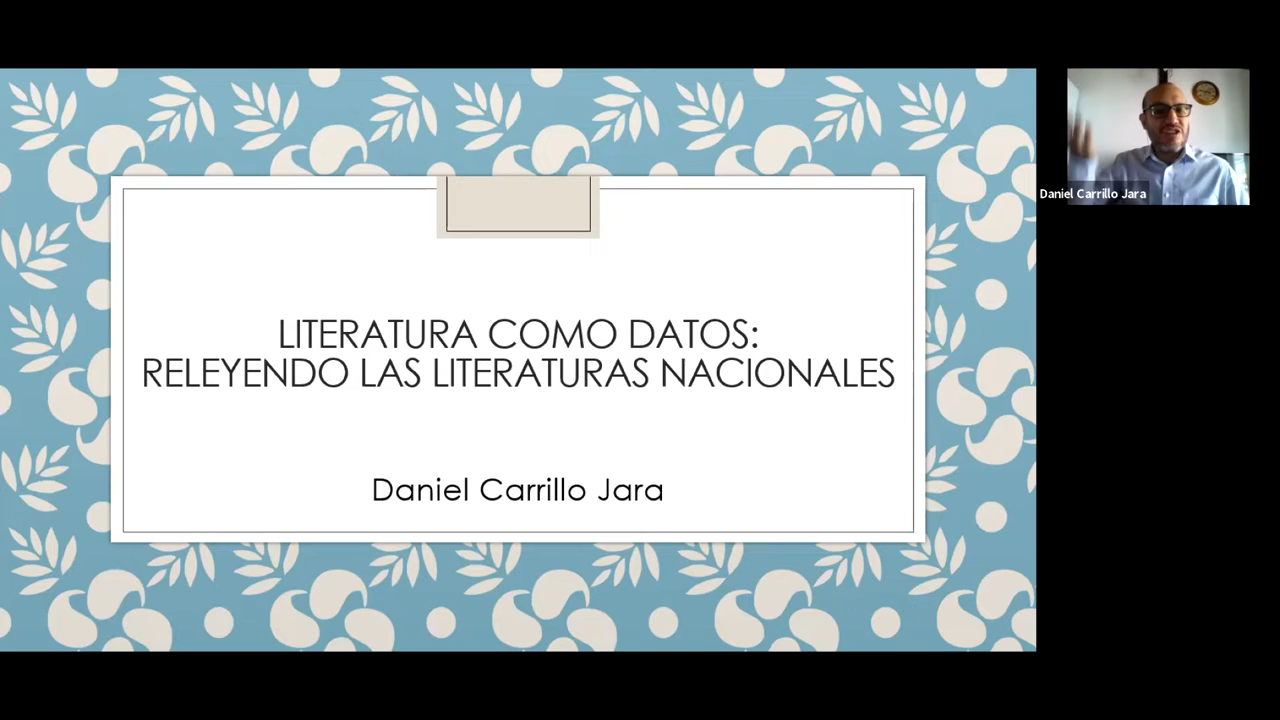 LITERATURA COMO DATOS:
RELEYENDO LAS LITERATURAS NACIONALES
Daniel Carrillo Jara
Daniel Carrillo Jara